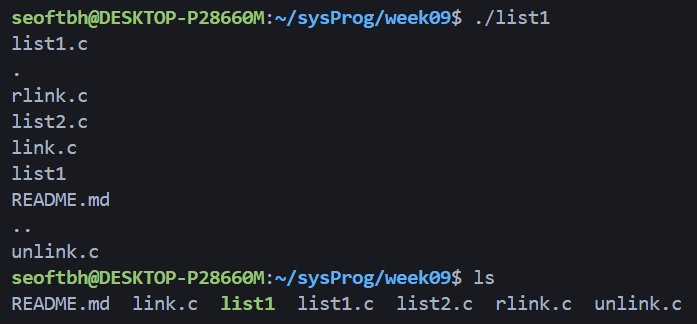 seoftbh@DESKTOP-P28660M:~/sysProg/week09$ ./list1
list1.c
.
rlink.c
list2.c
link.c
list1
README.md
..
unlink.c
seoftbh@DESKTOP-P28660M:~/sysProg/week09$ ls
README.md  link.c  list1  list1.c  list2.c  rlink.c  unlink.c